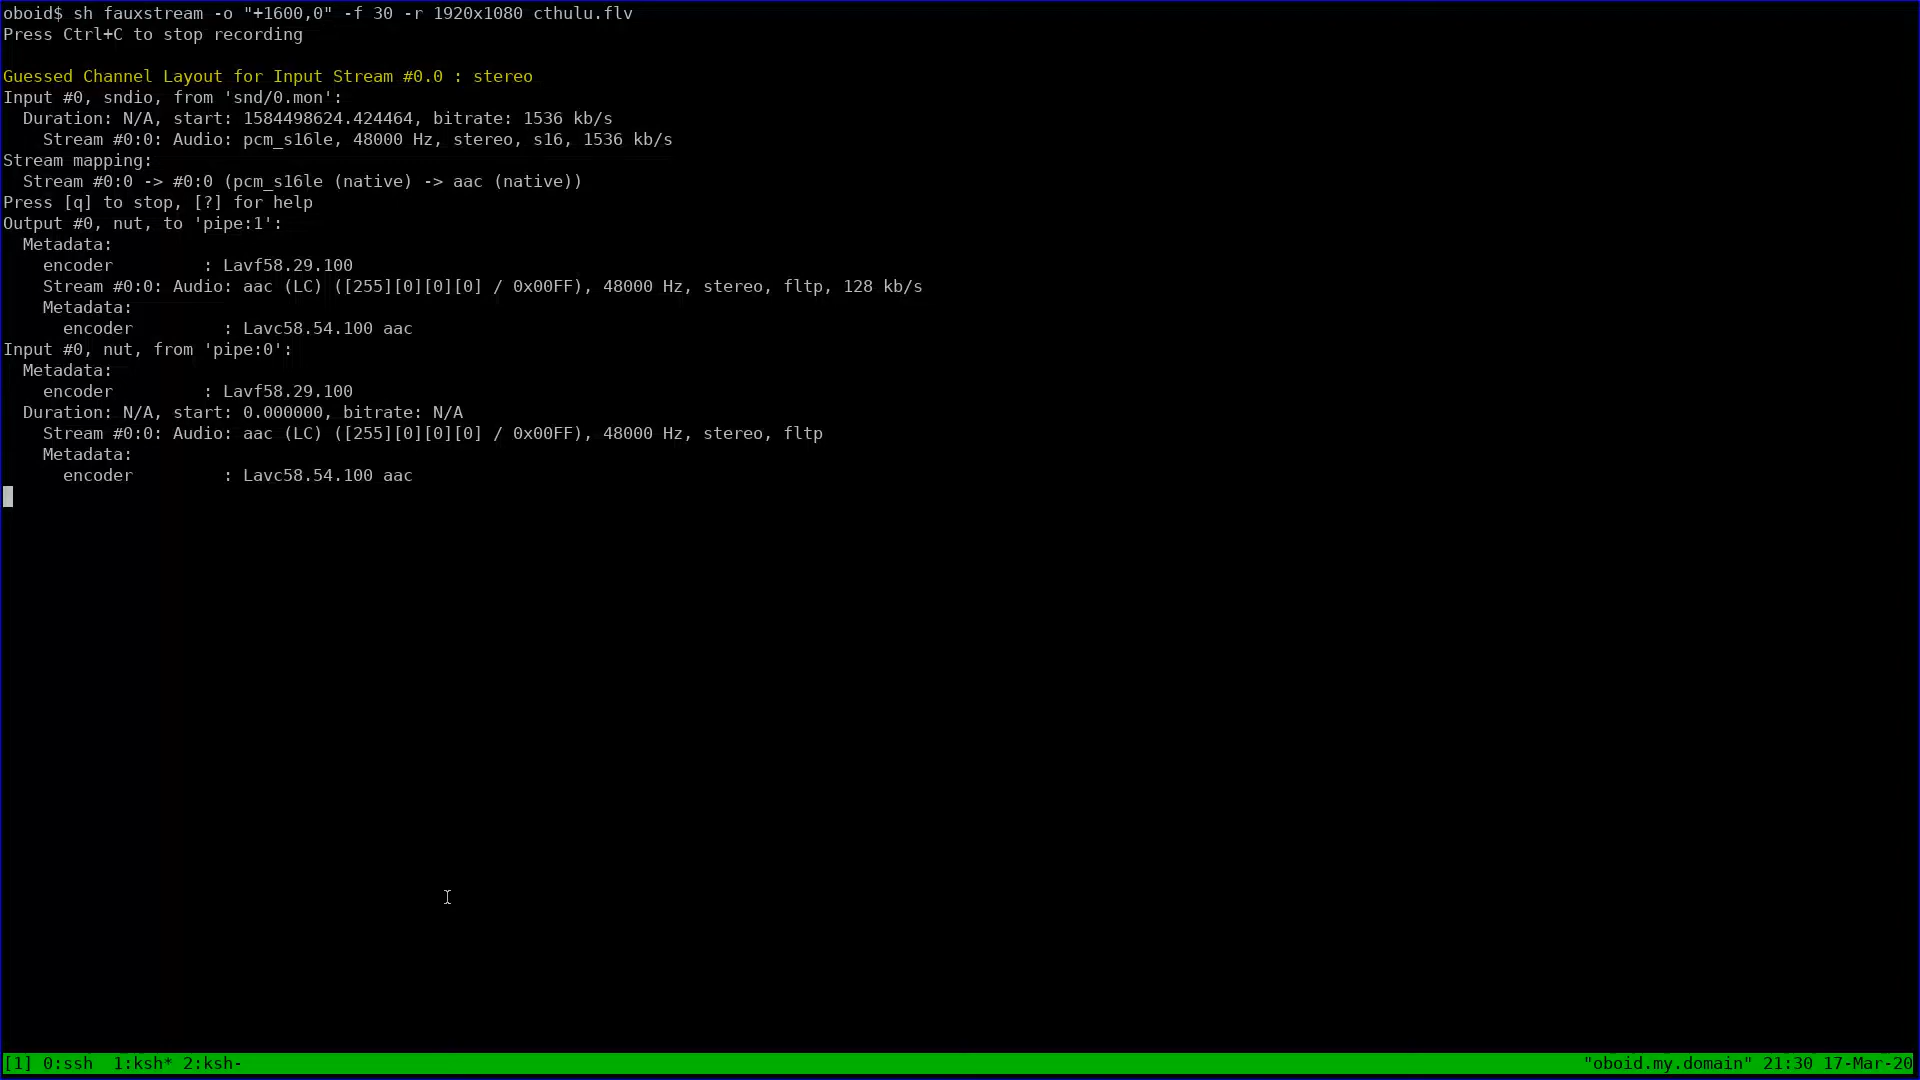 oboid$ sh fauxstream -o "+1600,0" -f 30 -r 1920x1080 cthulu.flv
Press Ctrl+C to stop recording

Guessed Channel Layout for Input Stream #0.0 : stereo
Input #0, sndio, from 'snd/0.mon':
  Duration: N/A, start: 1584498624.424464, bitrate: 1536 kb/s
    Stream #0:0: Audio: pcm_s16le, 48000 Hz, stereo, s16, 1536 kb/s
Stream mapping:
  Stream #0:0 -> #0:0 (pcm_s16le (native) -> aac (native))
Press [q] to stop, [?] for help
Output #0, nut, to 'pipe:1':
  Metadata:
    encoder         : Lavf58.29.100
    Stream #0:0: Audio: aac (LC) ([255][0][0][0] / 0x00FF), 48000 Hz, stereo, fltp, 128 kb/s
    Metadata:
      encoder         : Lavc58.54.100 aac
Input #0, nut, from 'pipe:0':
  Metadata:
    encoder         : Lavf58.29.100
  Duration: N/A, start: 0.000000, bitrate: N/A
    Stream #0:0: Audio: aac (LC) ([255][0][0][0] / 0x00FF), 48000 Hz, stereo, fltp
    Metadata:
      encoder         : Lavc58.54.100 aac
[1] 0:ssh  1:ksh* 2:ksh- "oboid.my.domain" 21:30 17-Mar-20